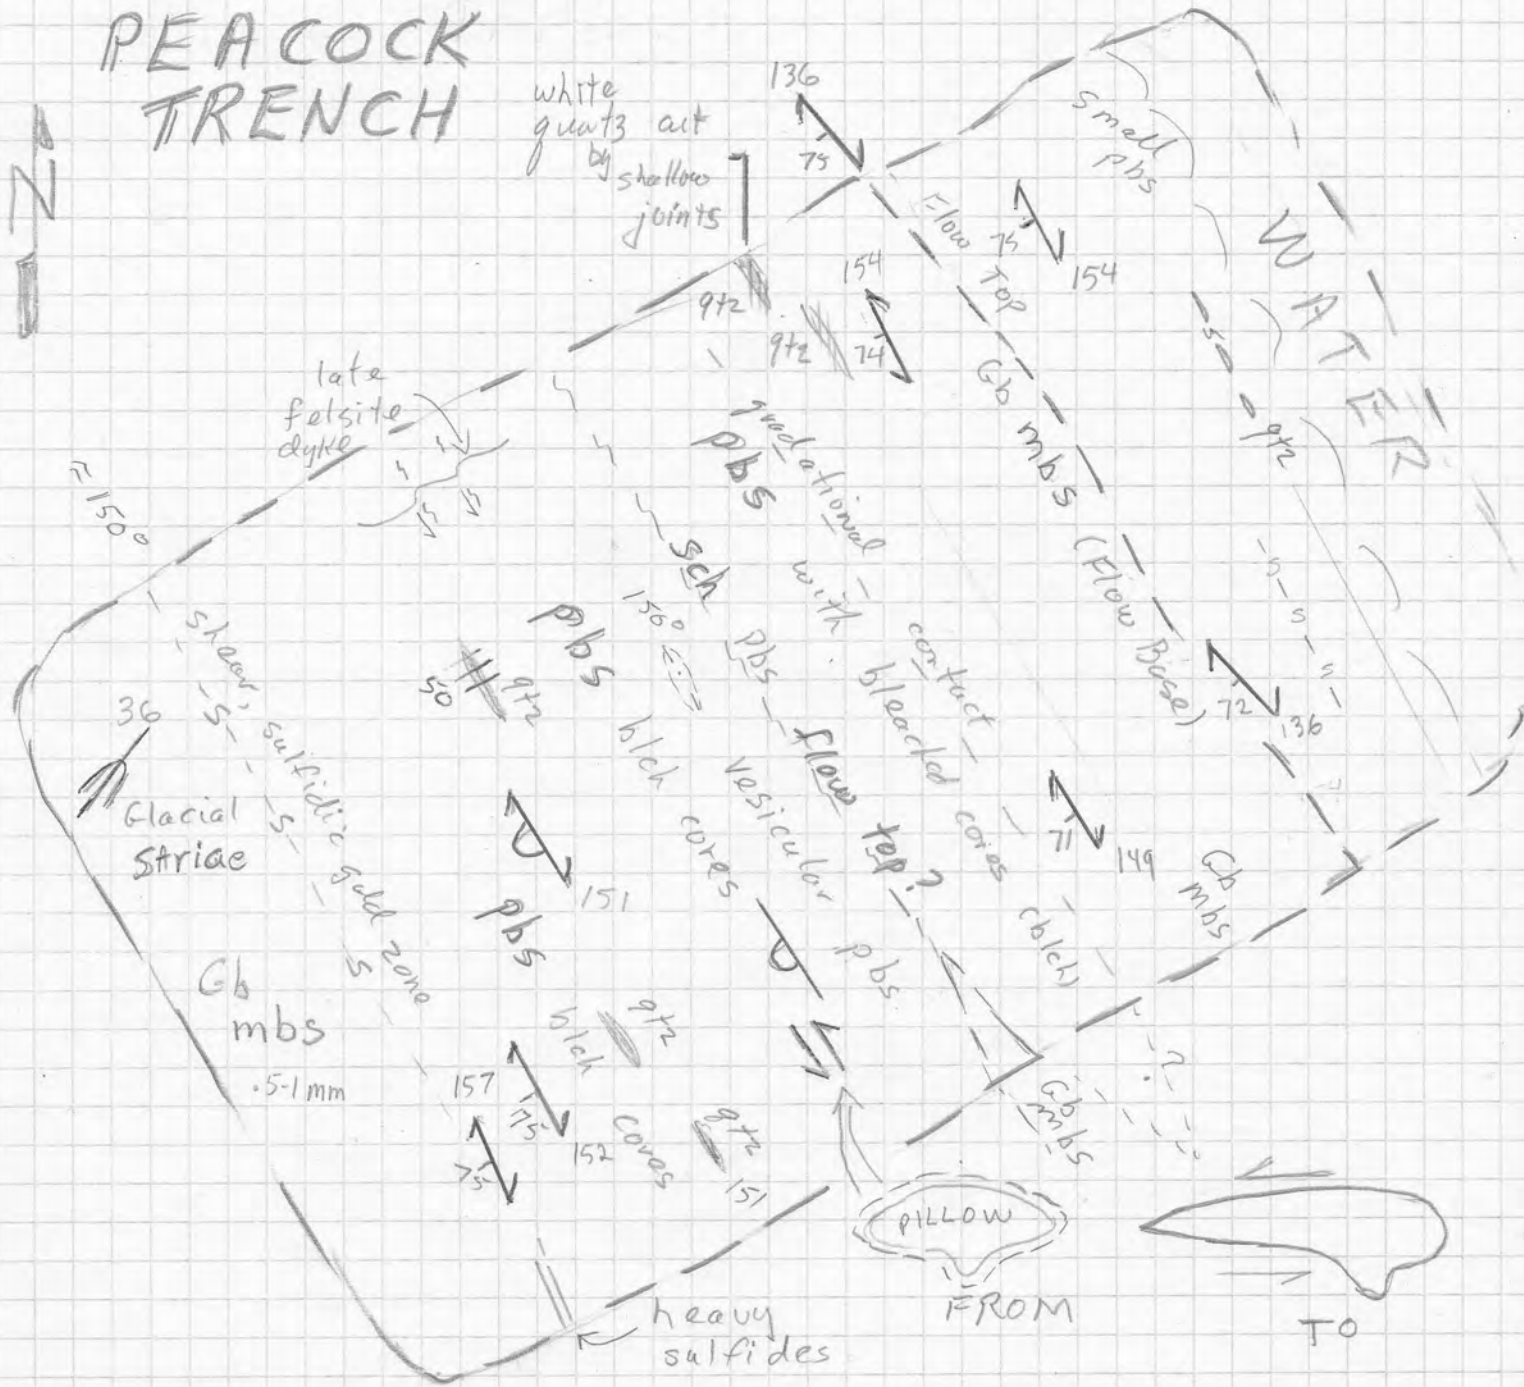 PEACOCK
TRENCH
N
white
quartz cut
by
shallow
joints
136
75
small
pbs
WATER
Flow Top
75
154
154
74
qtz
qtz
late
felsite
dyke
≈150°
Gb mbs (Flow Base)
s
qtz
pbs
gradational contact
with bleached cores (blch)
sch pbs flow top?
150°
vesicular pbs
pbs
blch cores
50
qtz
-s-s-s-
72
136
36
Glacial
Striae
shear, sulfidic gold zone
-s- -s- s
151
pbs
71
149
Gb
mbs
Gb
mbs
.5-1mm
qtz
blch
cores
157
75
75
152
qtz
151
?
Gb
mbs
PILLOW
FROM
TO
heavy
sulfides